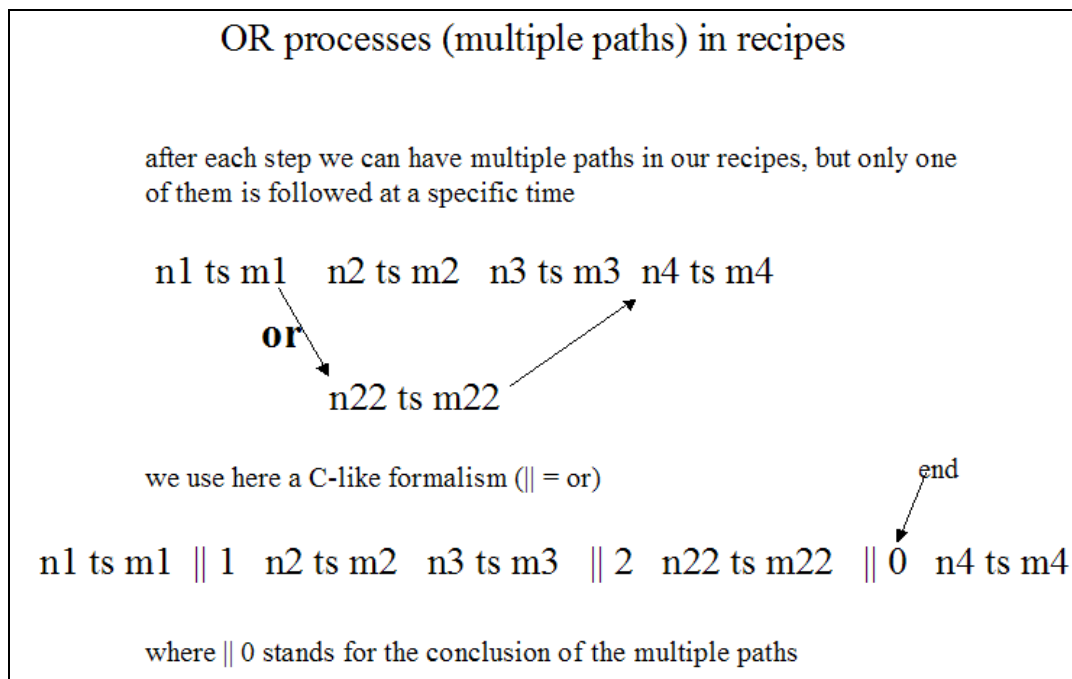 OR processes (multiple paths) in recipes
after each step we can have multiple paths in our recipes, but only one
of them is followed at a specific time
n1 ts m1 n2 ts m2 n3 ts m3 n4 ts m4
or
n22 ts m22
we use here a C-like formalism (|| = or)
end
n1 ts m1 || 1 n2 ts m2 n3 ts m3 || 2 n22 ts m22 || 0 n4 ts m4
where || 0 stands for the conclusion of the multiple paths